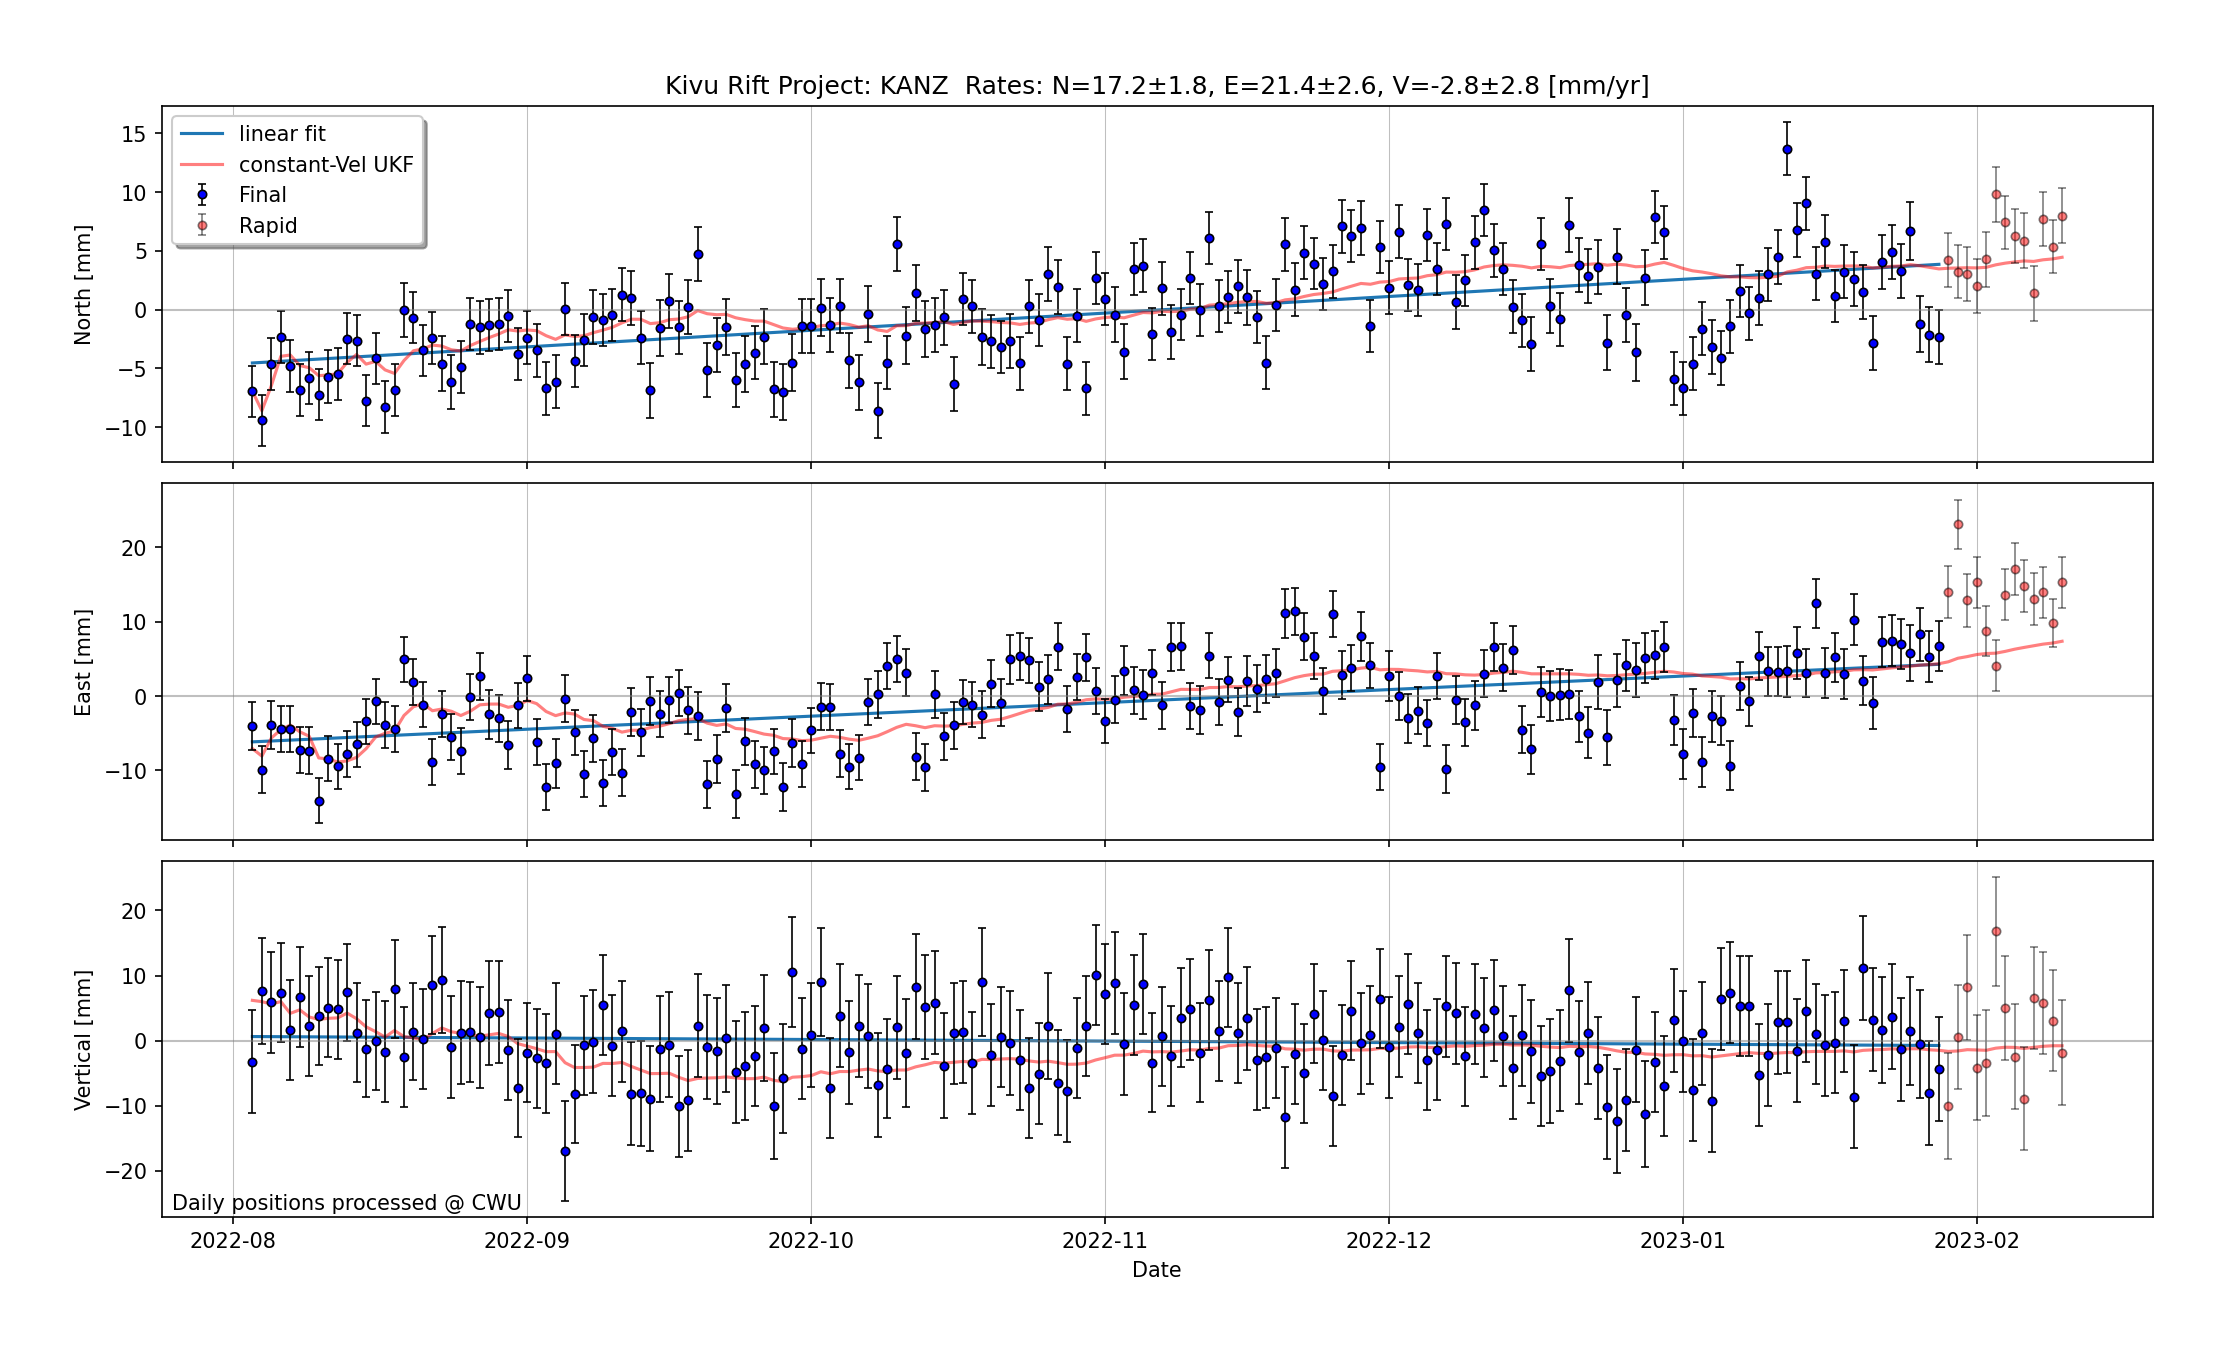 Kivu Rift Project: KANZ  Rates: N=17.2±1.8, E=21.4±2.6, V=-2.8±2.8 [mm/yr]
linear fit
constant-Vel UKF
Final
Rapid
North [mm]
15
10
5
0
−5
−10
East [mm]
20
10
0
−10
Vertical [mm]
20
10
0
−10
−20
Daily positions processed @ CWU
2022-08
2022-09
2022-10
2022-11
2022-12
2023-01
2023-02
Date